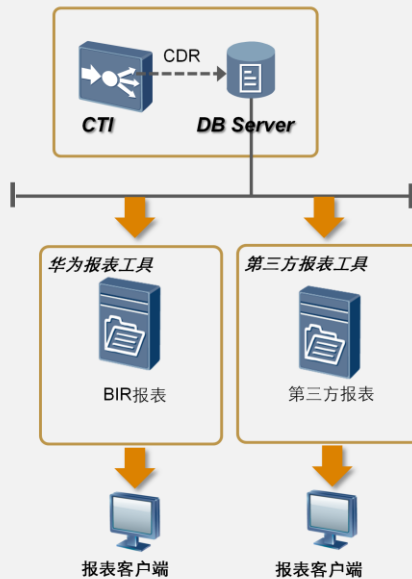 CDR
CTI
DB Server
华为报表工具
第三方报表工具
BIR报表
第三方报表
报表客户端
报表客户端